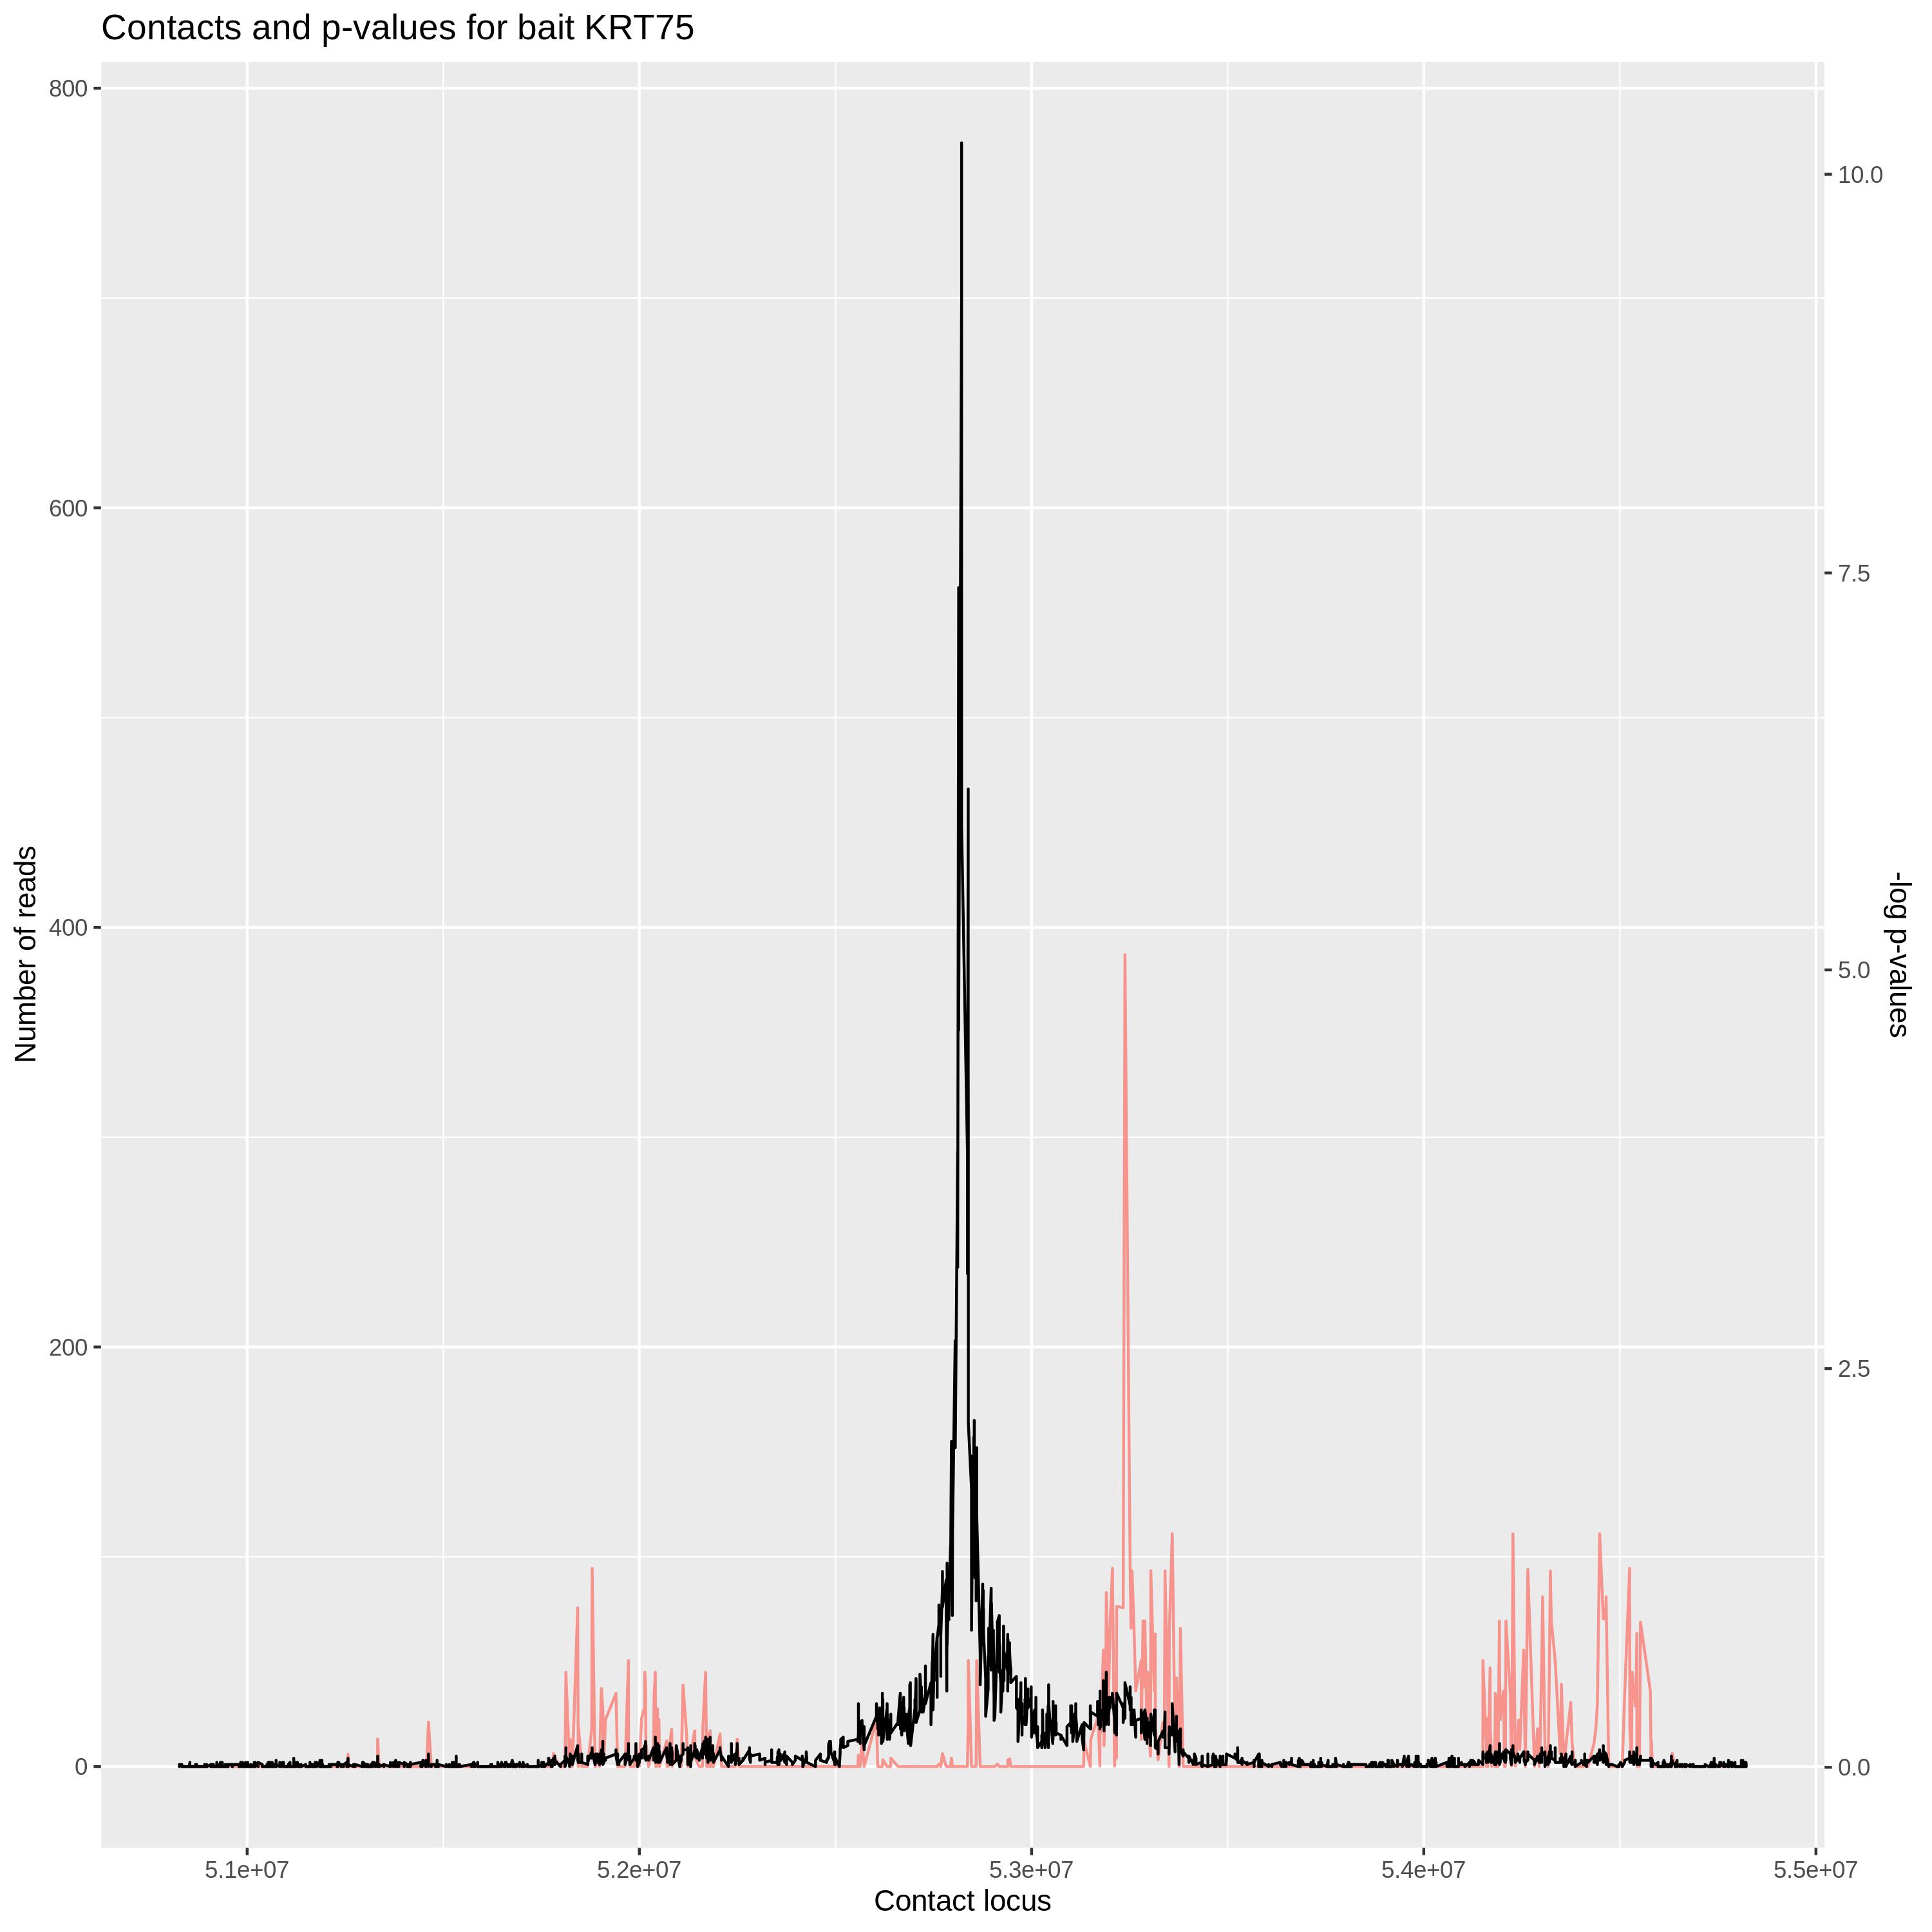 Contacts and p-values for bait KRT75
800
600
400
200
0
Number of reads
10.0
7.5
5.0
2.5
0.0
-log p-values
5.1e+07 5.2e+07 5.3e+07 5.4e+07 5.5e+07
Contact locus